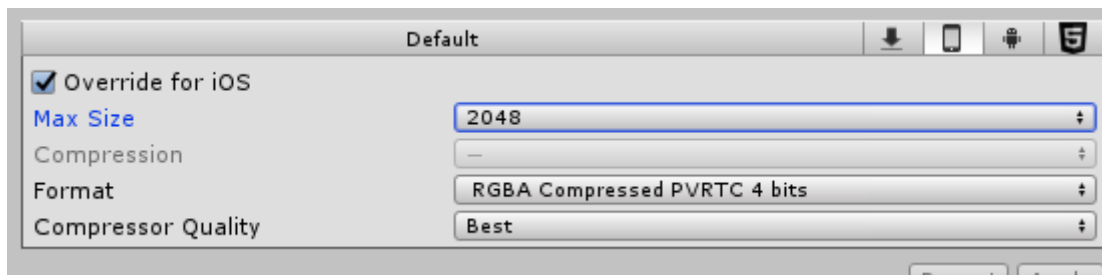 Default
Override for iOS
Max Size 2048
Compression —
Format RGBA Compressed PVRTC 4 bits
Compressor Quality Best